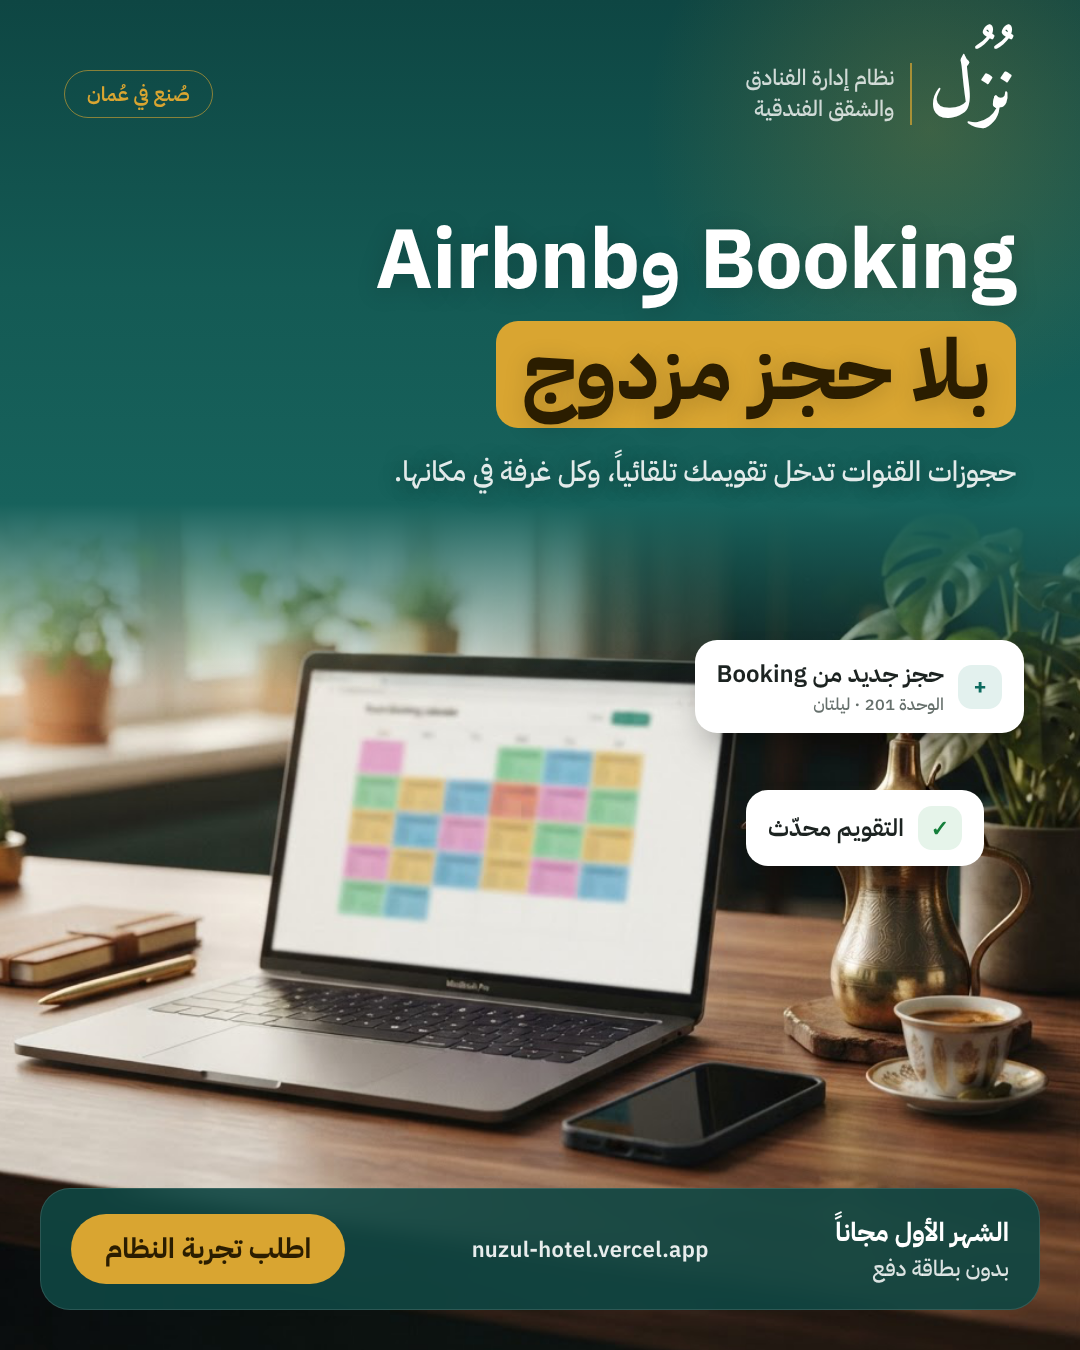 نُزُل
نظام إدارة الفنادق
والشقق الفندقية
صُنع في عُمان
Booking وAirbnb
بلا حجز مزدوج
حجوزات القنوات تدخل تقويمك تلقائياً، وكل غرفة في مكانها.
حجز جديد من Booking
الوحدة 201 · ليلتان
التقويم محدّث
الشهر الأول مجاناً
بدون بطاقة دفع
nuzul-hotel.vercel.app
اطلب تجربة النظام